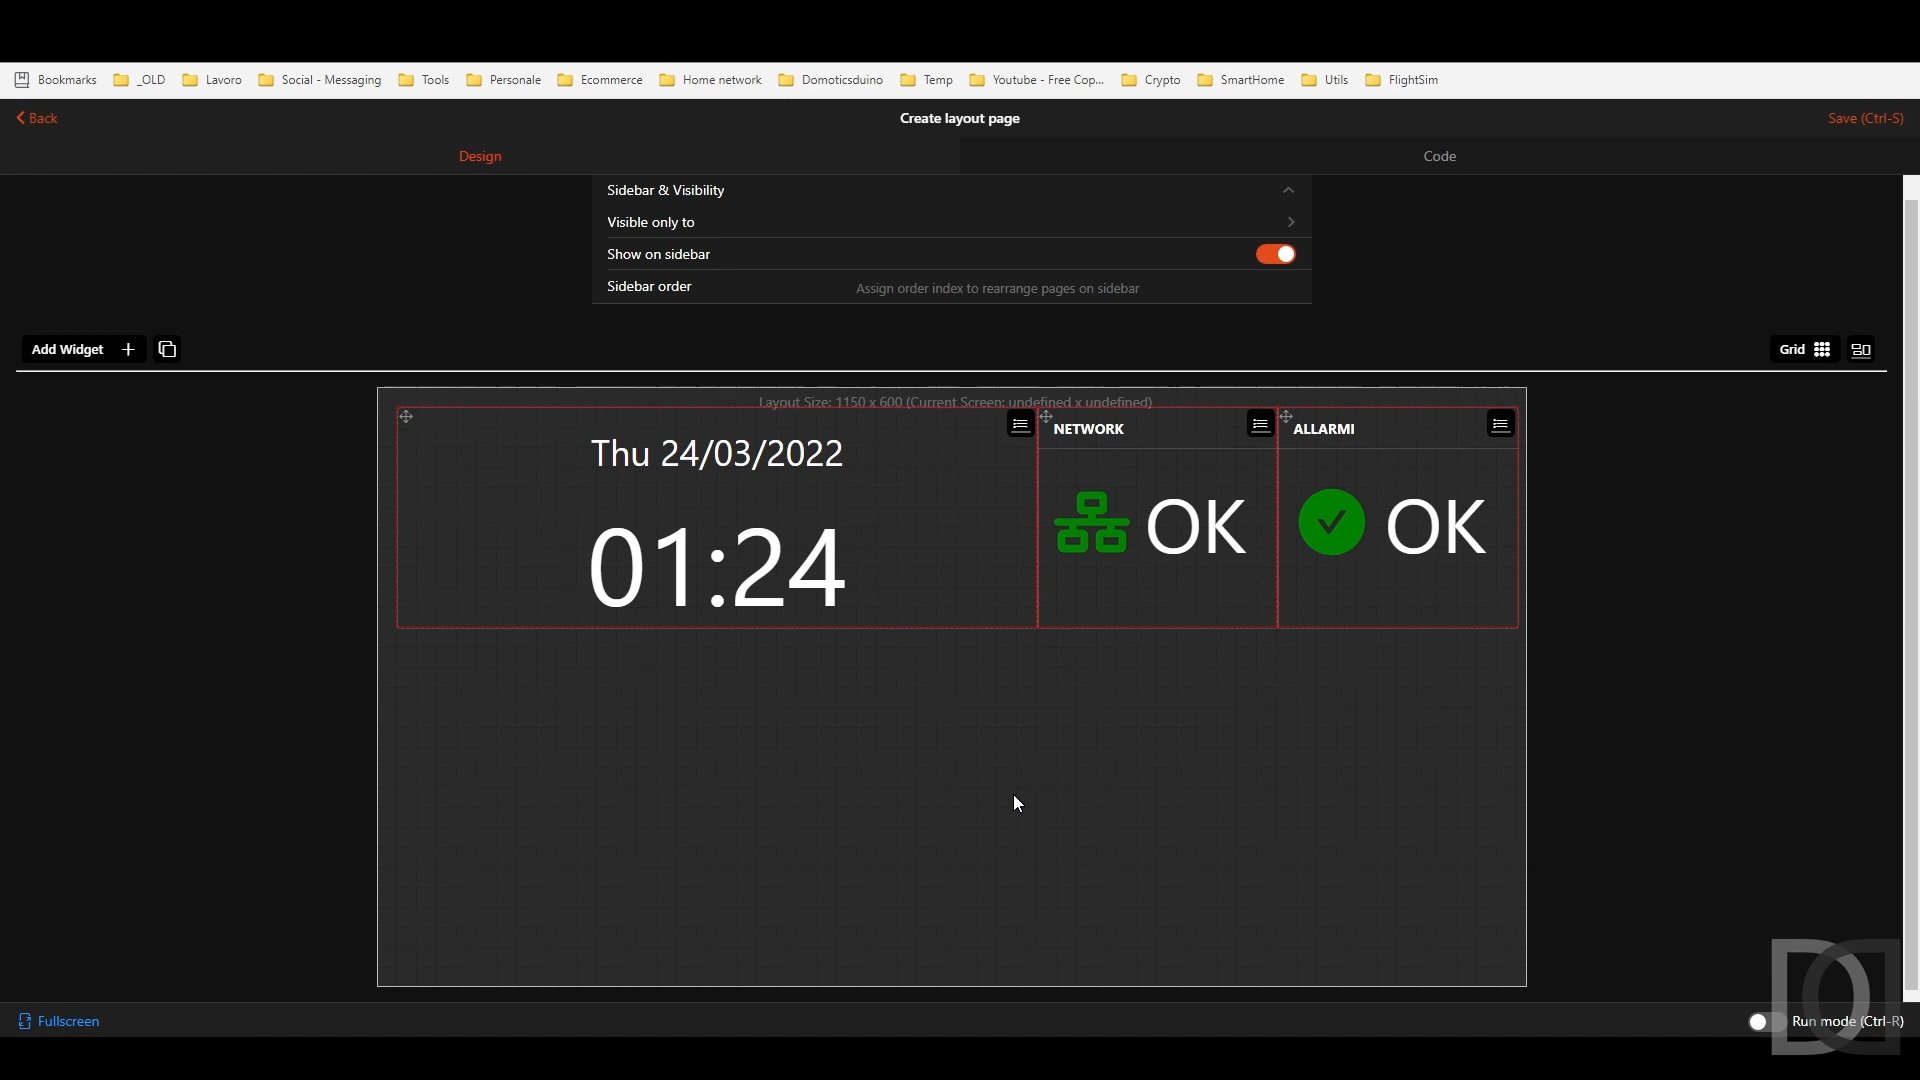 Bookmarks _OLD Lavoro Social - Messaging Tools Personale Ecommerce Home network Domoticsduino Temp Youtube - Free Cop... Crypto SmartHome Utils FlightSim
Back Create layout page Save (Ctrl-S)
Design Code
Sidebar & Visibility
Visible only to
Show on sidebar
Sidebar order Assign order index to rearrange pages on sidebar
Add Widget Grid
Layout Size: 1150 x 600 (Current Screen: undefined x undefined)
NETWORK ALLARMI
Thu 24/03/2022
OK OK
01:24
Fullscreen Run mode (Ctrl-R)